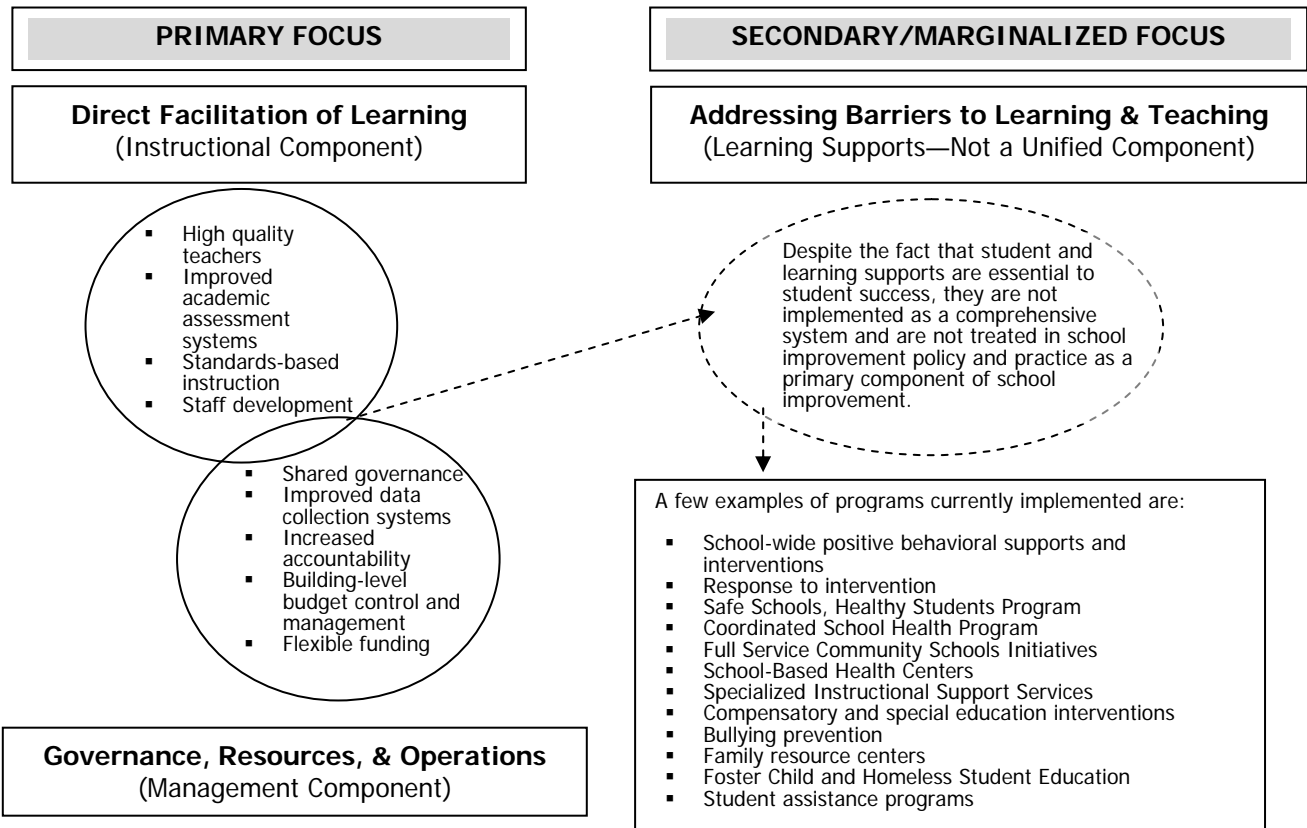 PRIMARY FOCUS
Direct Facilitation of Learning
(Instructional Component)
▪ High quality
teachers
▪ Improved
academic
assessment
systems
▪ Standards-based
instruction
▪ Staff development
▪ Shared governance
▪ Improved data
collection systems
▪ Increased
accountability
▪ Building-level
budget control and
management
▪ Flexible funding
Governance, Resources, & Operations
(Management Component)
SECONDARY/MARGINALIZED FOCUS
Addressing Barriers to Learning & Teaching
(Learning Supports—Not a Unified Component)
Despite the fact that student and
learning supports are essential to
student success, they are not
implemented as a comprehensive
system and are not treated in school
improvement policy and practice as a
primary component of school
improvement.
A few examples of programs currently implemented are:
▪ School-wide positive behavioral supports and
interventions
▪ Response to intervention
▪ Safe Schools, Healthy Students Program
▪ Coordinated School Health Program
▪ Full Service Community Schools Initiatives
▪ School-Based Health Centers
▪ Specialized Instructional Support Services
▪ Compensatory and special education interventions
▪ Bullying prevention
▪ Family resource centers
▪ Foster Child and Homeless Student Education
▪ Student assistance programs